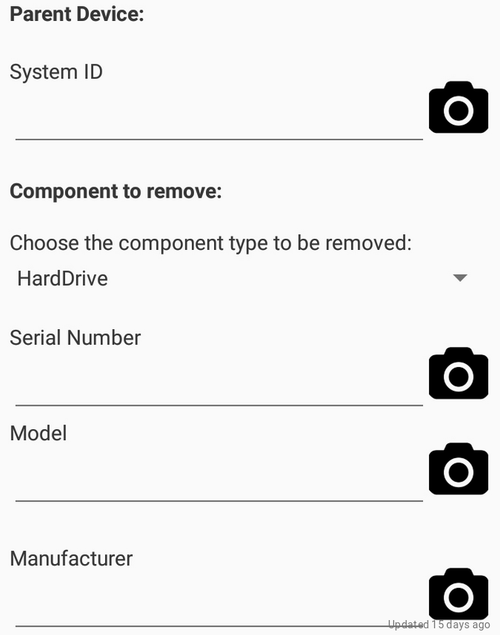 Parent Device:
System ID
Component to remove:
Choose the component type to be removed:
HardDrive
Serial Number
Model
Manufacturer
Updated 15 days ago